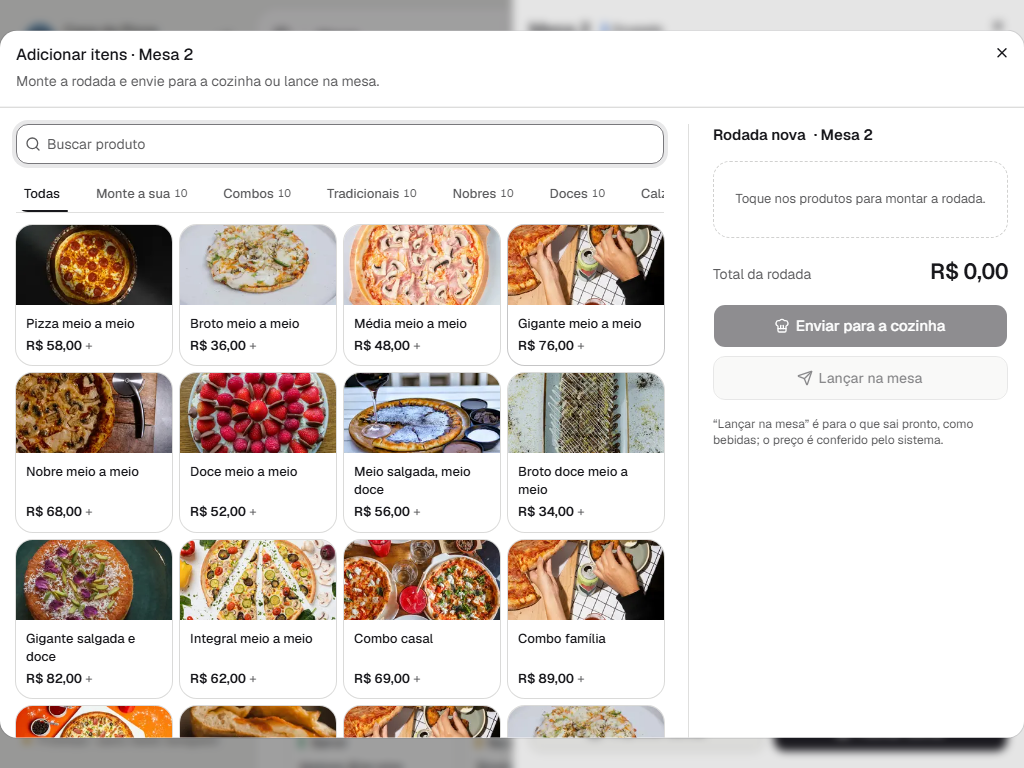 Adicionar itens · Mesa 2
Monte a rodada e envie para a cozinha ou lance na mesa.
Buscar produto
Todas
Monte a sua 10
Combos 10
Tradicionais 10
Nobres 10
Doces 10
Calz
Pizza meio a meio
R$ 58,00 +
Broto meio a meio
R$ 36,00 +
Média meio a meio
R$ 48,00 +
Gigante meio a meio
R$ 76,00 +
Nobre meio a meio
R$ 68,00 +
Doce meio a meio
R$ 52,00 +
Meio salgada, meio
doce
R$ 56,00 +
Broto doce meio a
meio
R$ 34,00 +
Gigante salgada e
doce
R$ 82,00 +
Integral meio a meio
R$ 62,00 +
Combo casal
R$ 69,00 +
Combo família
R$ 89,00 +
Rodada nova · Mesa 2
Toque nos produtos para montar a rodada.
Total da rodada
R$ 0,00
Enviar para a cozinha
Lançar na mesa
“Lançar na mesa” é para o que sai pronto, como
bebidas; o preço é conferido pelo sistema.